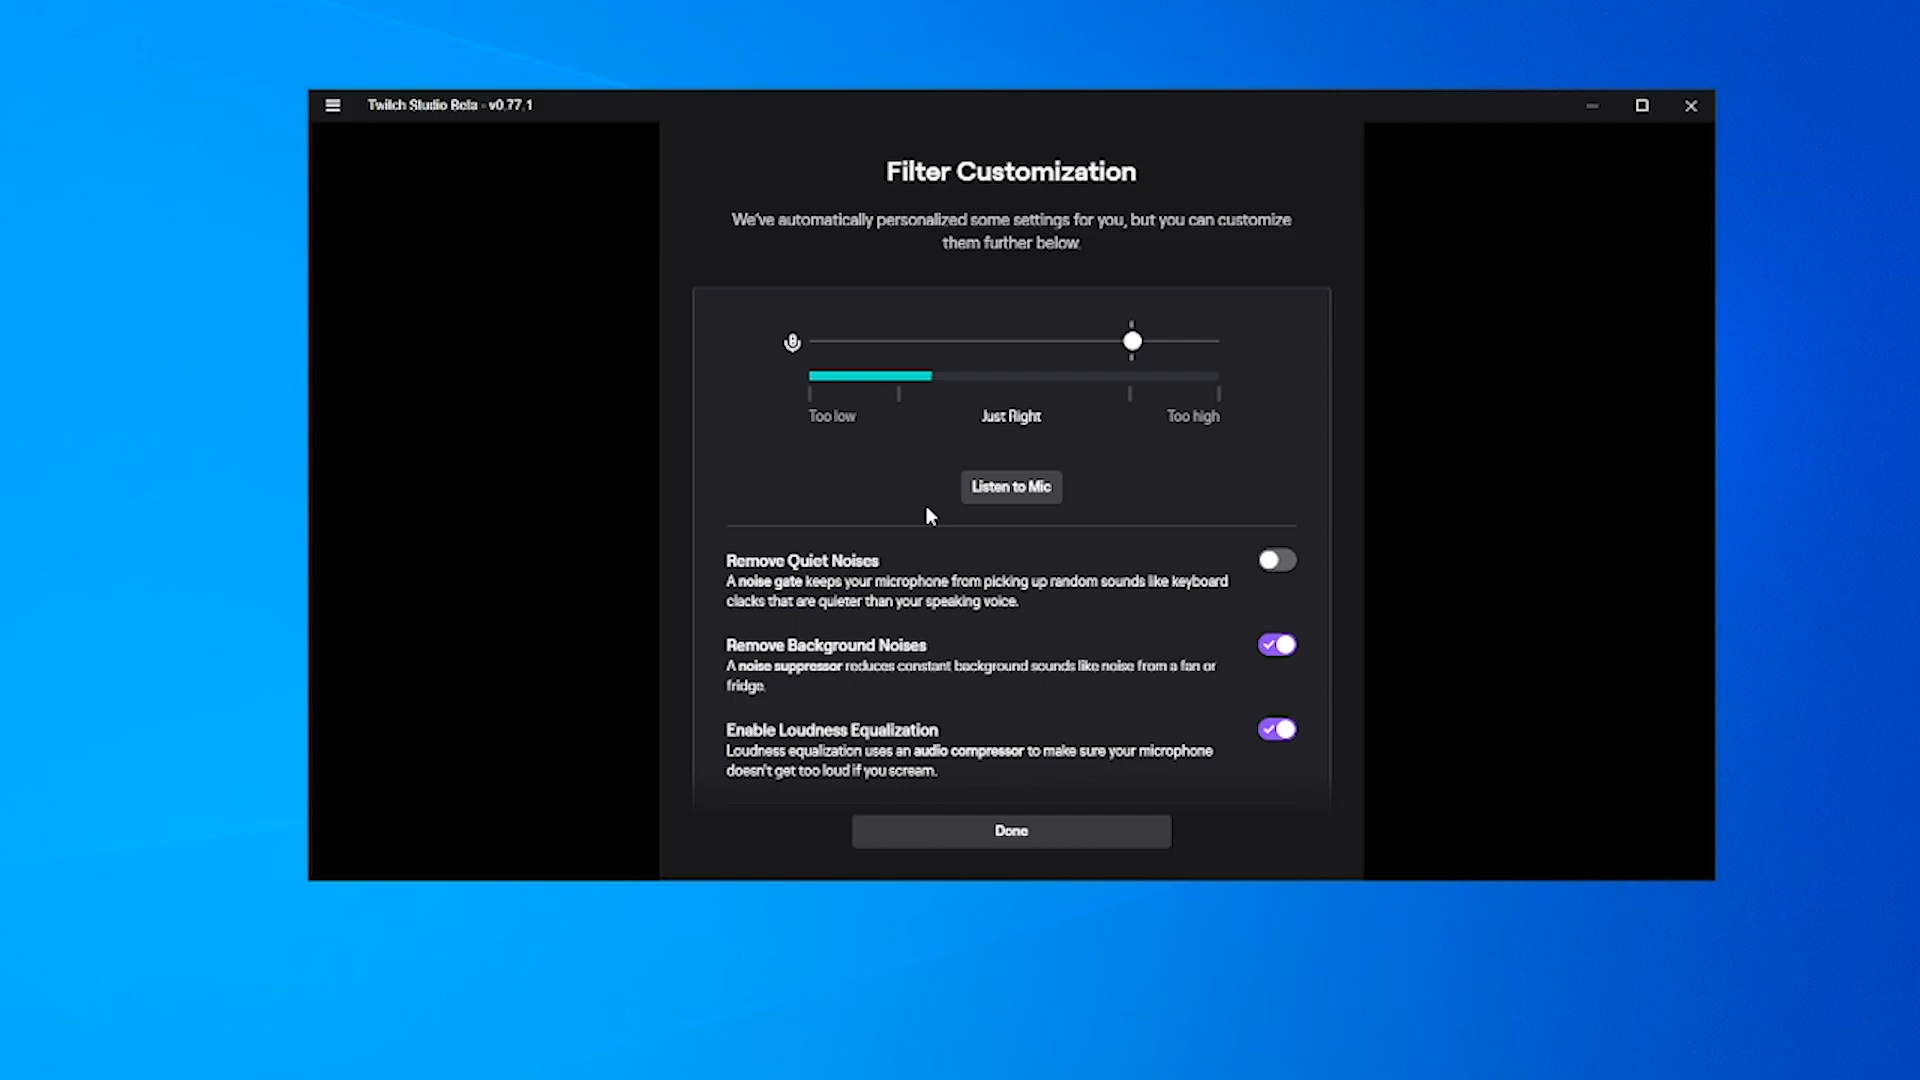 Twitch Studio Beta - v0.77.1
Filter Customization
We've automatically personalized some settings for you, but you can customize
them further below.
Too low
Just Right
Too high
Listen to Mic
Remove Quiet Noises
A noise gate keeps your microphone from picking up random sounds like keyboard
clacks that are quieter than your speaking voice.
Remove Background Noises
A noise suppressor reduces constant background sounds like noise from a fan or
fridge.
Enable Loudness Equalization
Loudness equalization uses an audio compressor to make sure your microphone
doesn't get too loud if you scream.
Done